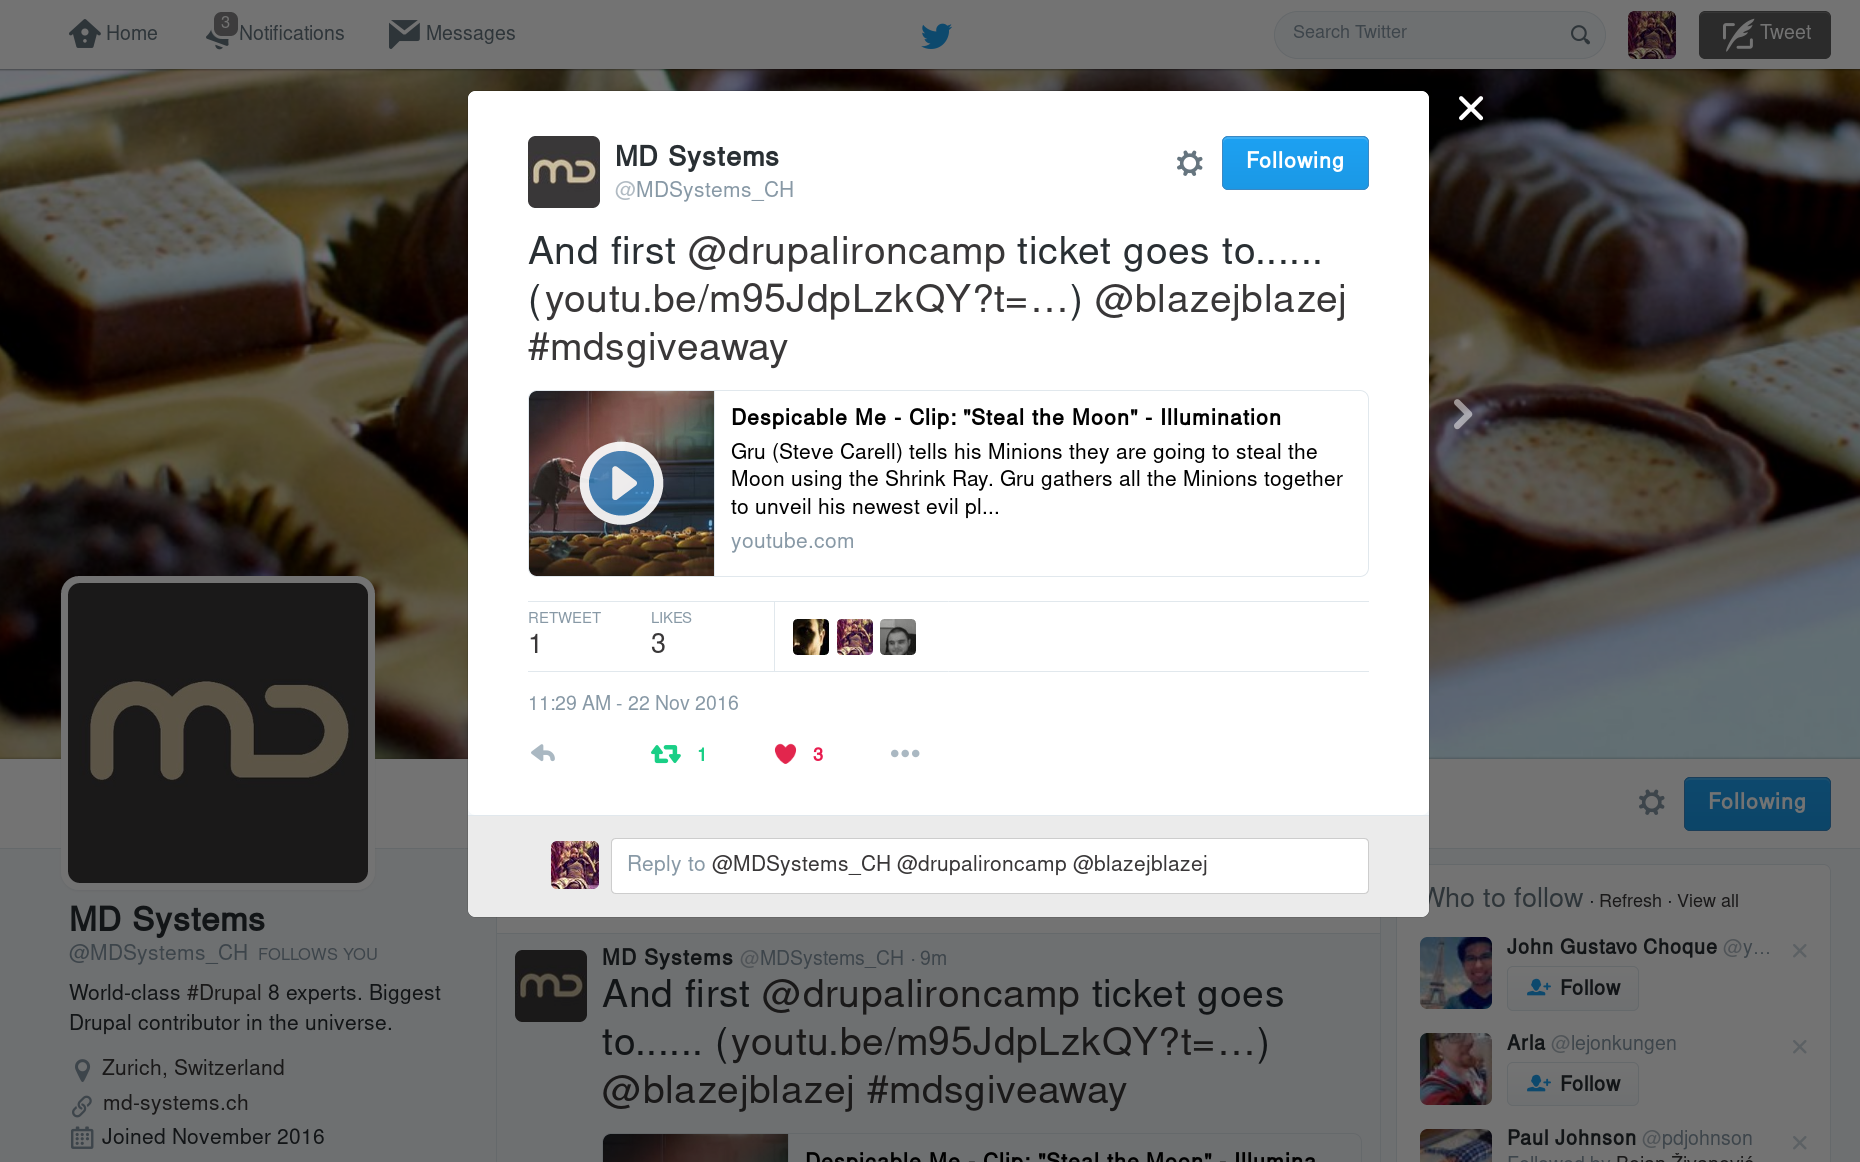 Home
3
Notifications
Messages
Search Twitter
Tweet
MD Systems
@MDSystems_CH
Following
And first @drupalironcamp ticket goes to......
(youtu.be/m95JdpLzkQY?t=…) @blazejblazej
#mdsgiveaway
Despicable Me - Clip: "Steal the Moon" - Illumination
Gru (Steve Carell) tells his Minions they are going to steal the
Moon using the Shrink Ray. Gru gathers all the Minions together
to unveil his newest evil pl...
youtube.com
RETWEET
1
LIKES
3
11:29 AM - 22 Nov 2016
1
3
Reply to @MDSystems_CH @drupalironcamp @blazejblazej
MD
MD Systems
@MDSystems_CH FOLLOWS YOU
World-class #Drupal 8 experts. Biggest
Drupal contributor in the universe.
Zurich, Switzerland
md-systems.ch
Joined November 2016
MD Systems @MDSystems_CH · 9m
And first @drupalironcamp ticket goes
to...... (youtu.be/m95JdpLzkQY?t=…)
@blazejblazej #mdsgiveaway
Despicable Me - Clip: "Steal the Moon" - Illumina
Following
Who to follow · Refresh · View all
John Gustavo Choque @y...
Follow
Arla @lejonkungen
Follow
Paul Johnson @pdjohnson
Followed by Bojan Živanović